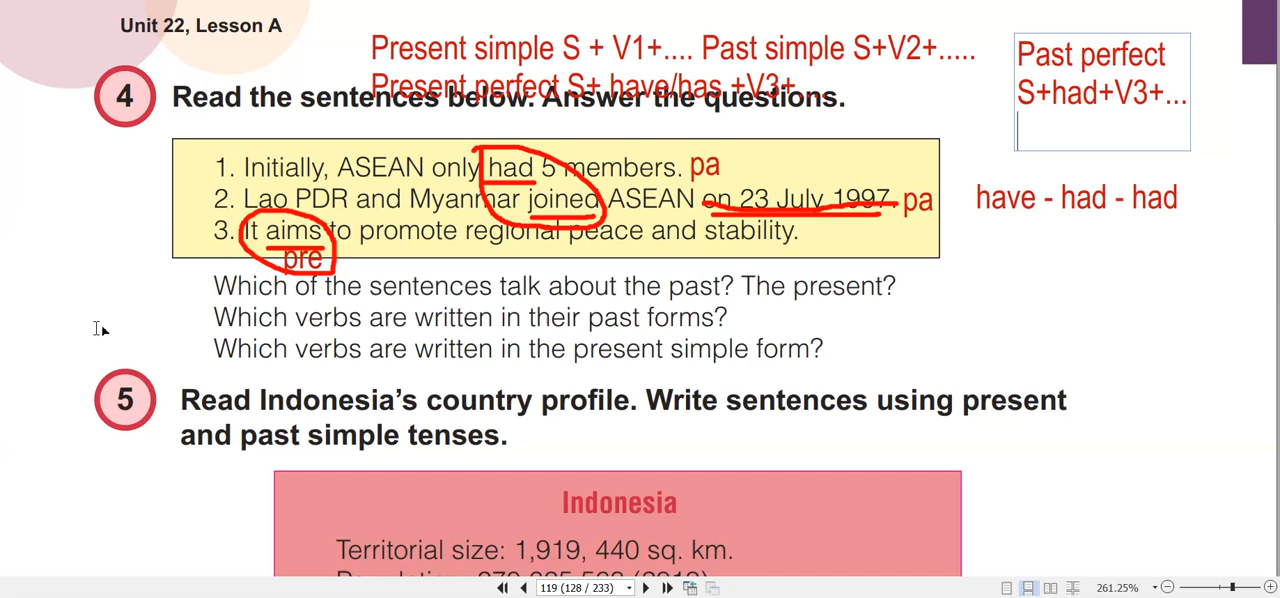 Unit 22, Lesson A
Present simple S + V1+.... Past simple S+V2+.....
Present perfect S+ have/has +V3+...
Past perfect
S+had+V3+...
4 Read the sentences below. Answer the questions.
1. Initially, ASEAN only had 5 members. pa
2. Lao PDR and Myanmar joined ASEAN on 23 July 1997. pa
have - had - had
3. It aims to promote regional peace and stability.
pre
Which of the sentences talk about the past? The present?
Which verbs are written in their past forms?
Which verbs are written in the present simple form?
5 Read Indonesia's country profile. Write sentences using present
and past simple tenses.
Indonesia
Territorial size: 1,919, 440 sq. km.
119 (128 / 233)
261.25%